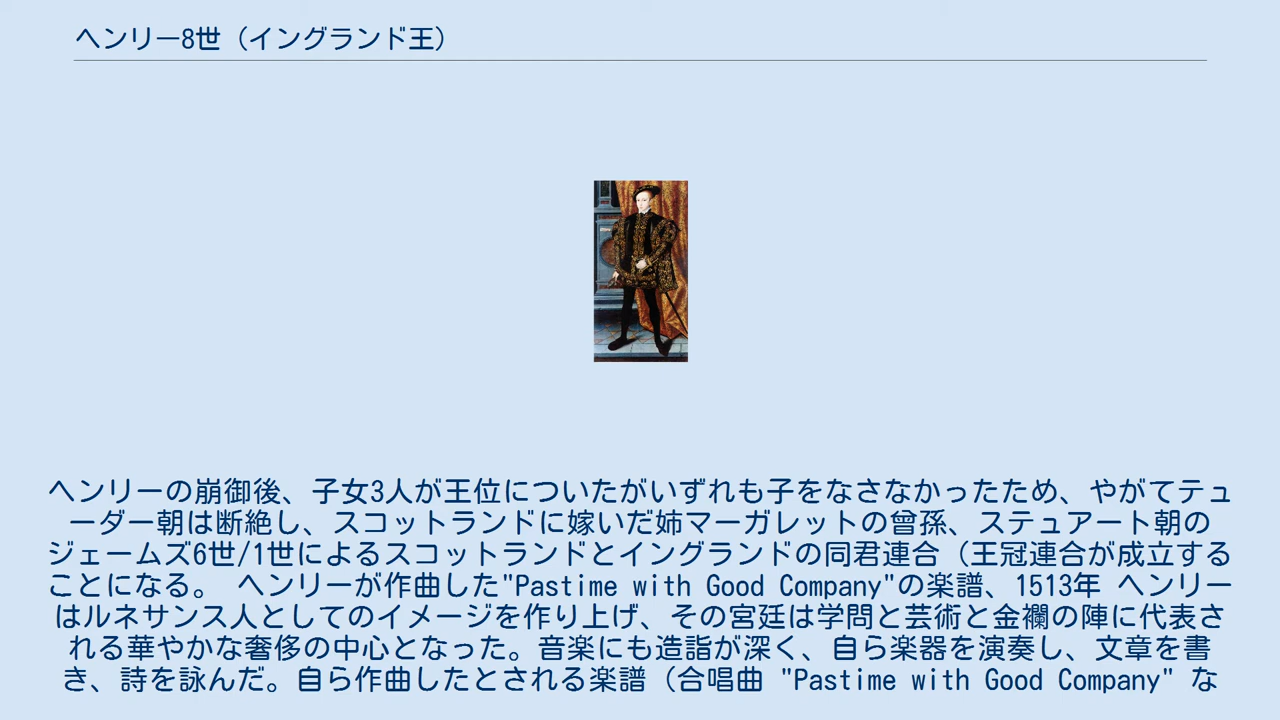 ヘンリー8世（イングランド王）
ヘンリーの崩御後、子女3人が王位についたがいずれも子をなさなかったため、やがてテュ
ーダー朝は断絶し、スコットランドに嫁いだ姉マーガレットの曾孫、ステュアート朝の
ジェームズ6世/1世によるスコットランドとイングランドの同君連合（王冠連合が成立する
ことになる。 ヘンリーが作曲した"Pastime with Good Company"の楽譜、1513年 ヘンリー
はルネサンス人としてのイメージを作り上げ、その宮廷は学問と芸術と金襴の陣に代表さ
れる華やかな奢侈の中心となった。音楽にも造詣が深く、自ら楽器を演奏し、文章を書
き、詩を詠んだ。自ら作曲したとされる楽譜（合唱曲 "Pastime with Good Company" な